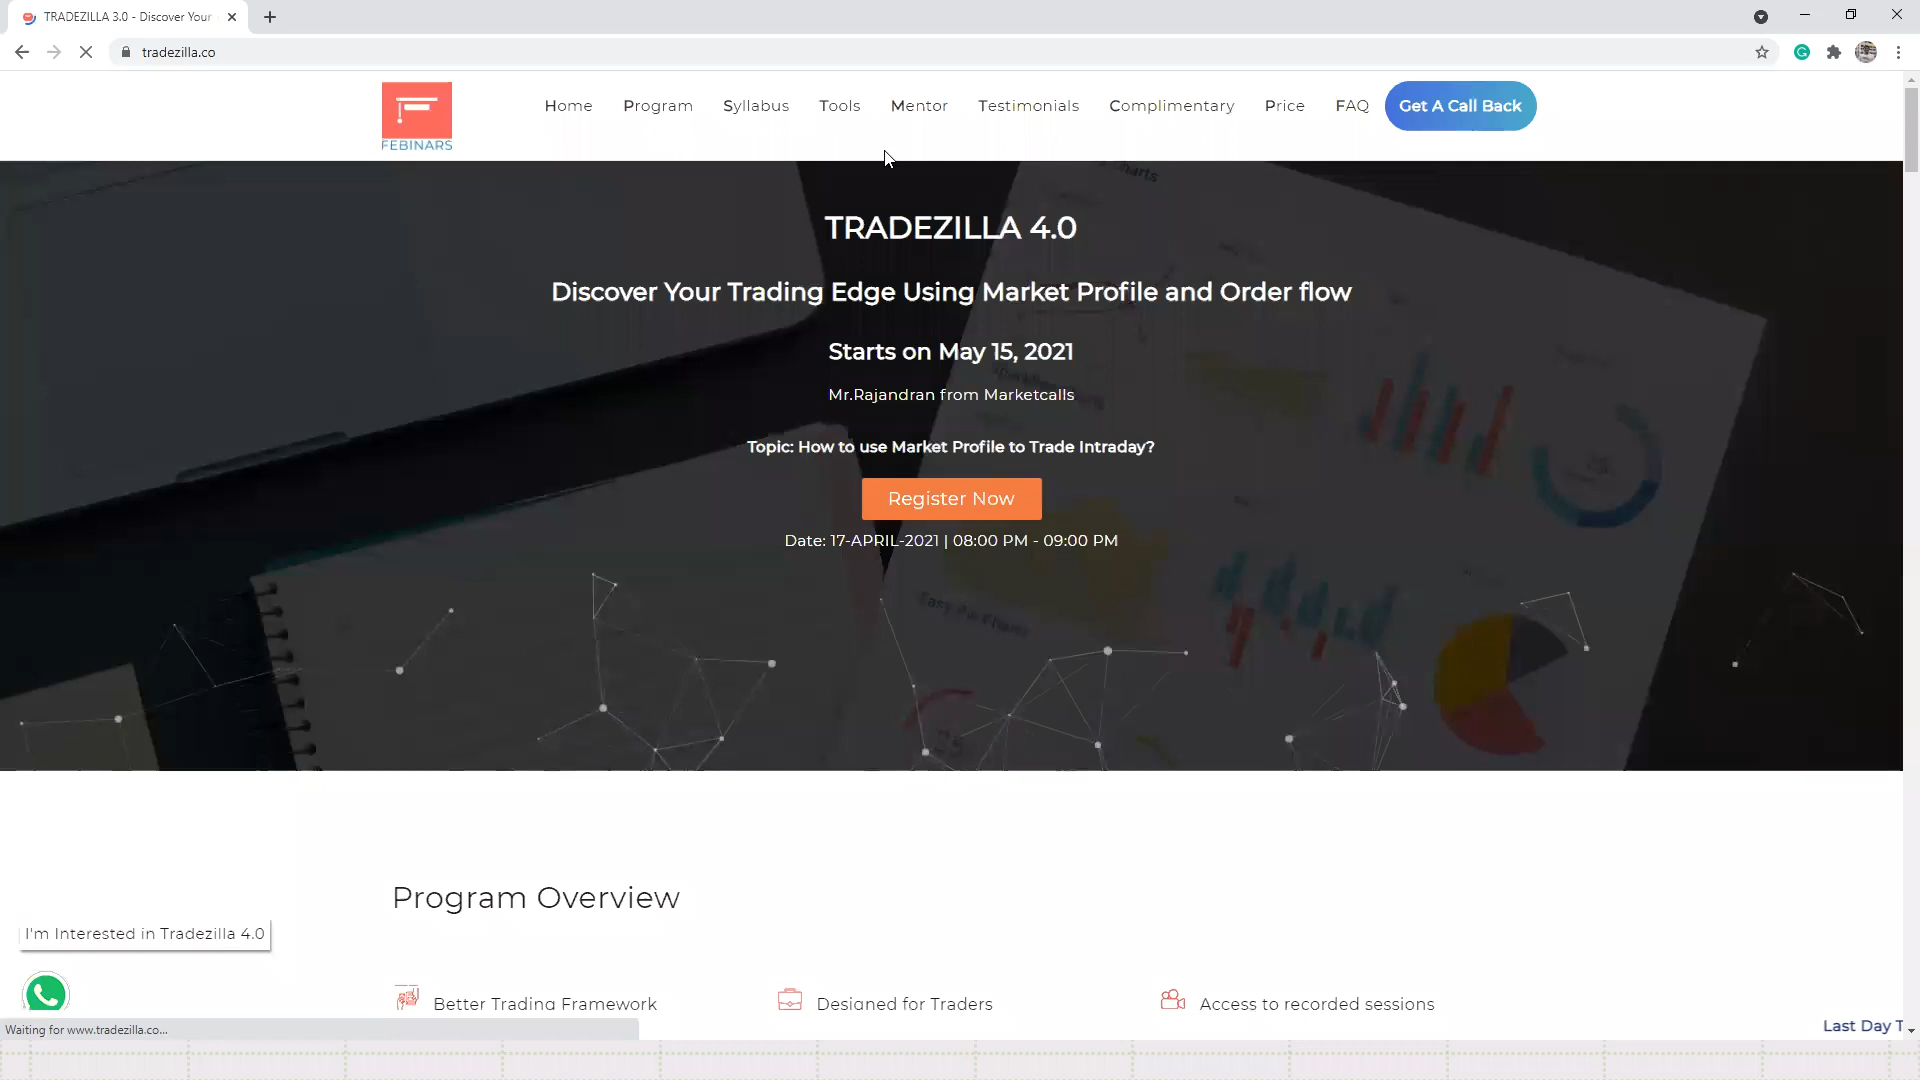 TRADEZILLA 3.0 - Discover Your
tradezilla.co
FEBINARS
Home Program Syllabus Tools Mentor Testimonials Complimentary Price FAQ Get A Call Back
TRADEZILLA 4.0
Discover Your Trading Edge Using Market Profile and Order flow
Starts on May 15, 2021
Mr.Rajandran from Marketcalls
Topic: How to use Market Profile to Trade Intraday?
Register Now
Date: 17-APRIL-2021 | 08:00 PM - 09:00 PM
Program Overview
I'm Interested in Tradezilla 4.0
Better Trading Framework Designed for Traders Access to recorded sessions
Last Day T
Waiting for www.tradezilla.co...